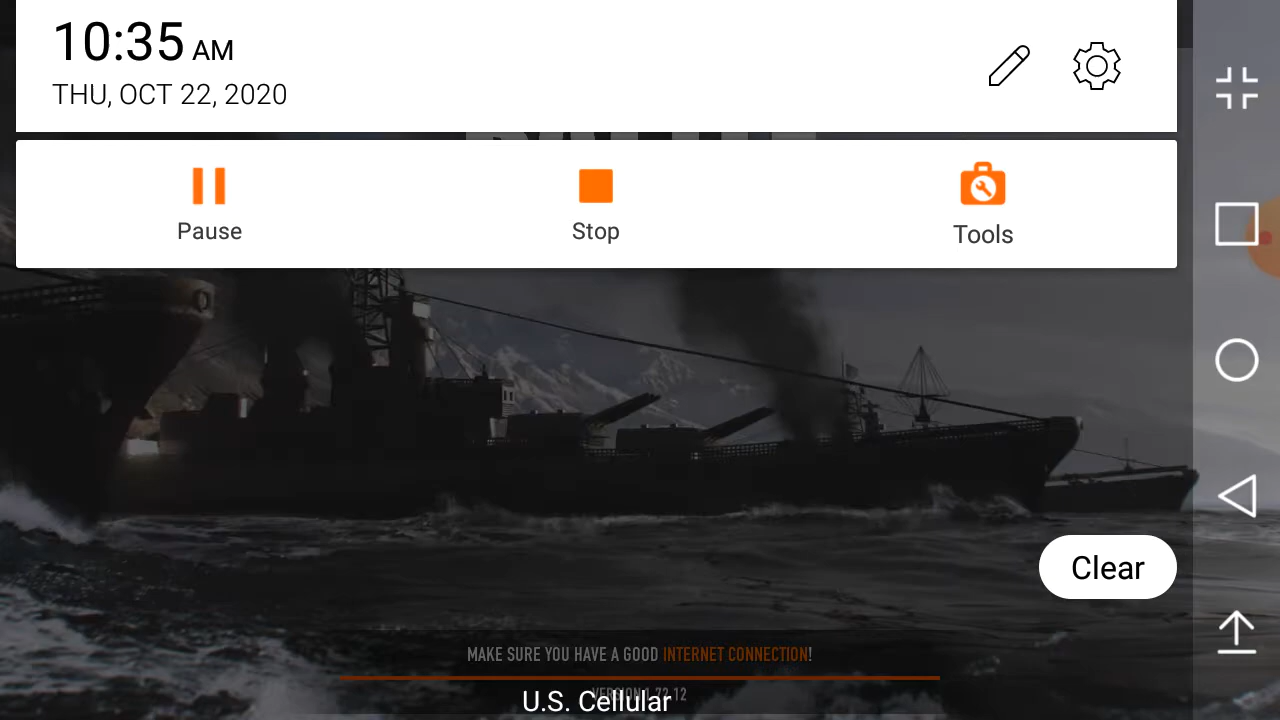 10:35 AM
THU, OCT 22, 2020
Pause
Stop
Tools
Clear
MAKE SURE YOU HAVE A GOOD INTERNET CONNECTION!
U.S. Cellular